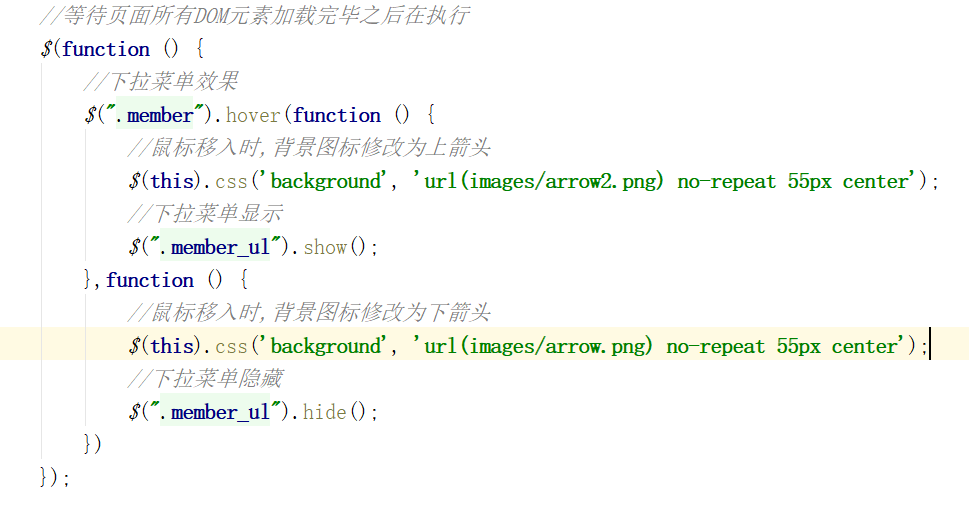 //等待页面所有DOM元素加载完毕之后在执行
$(function () {
    //下拉菜单效果
    $(".member").hover(function () {
        //鼠标移入时,背景图标修改为上箭头
        $(this).css('background', 'url(images/arrow2.png) no-repeat 55px center');
        //下拉菜单显示
        $(".member_ul").show();
    },function () {
        //鼠标移入时,背景图标修改为下箭头
        $(this).css('background', 'url(images/arrow.png) no-repeat 55px center');
        //下拉菜单隐藏
        $(".member_ul").hide();
    })
});